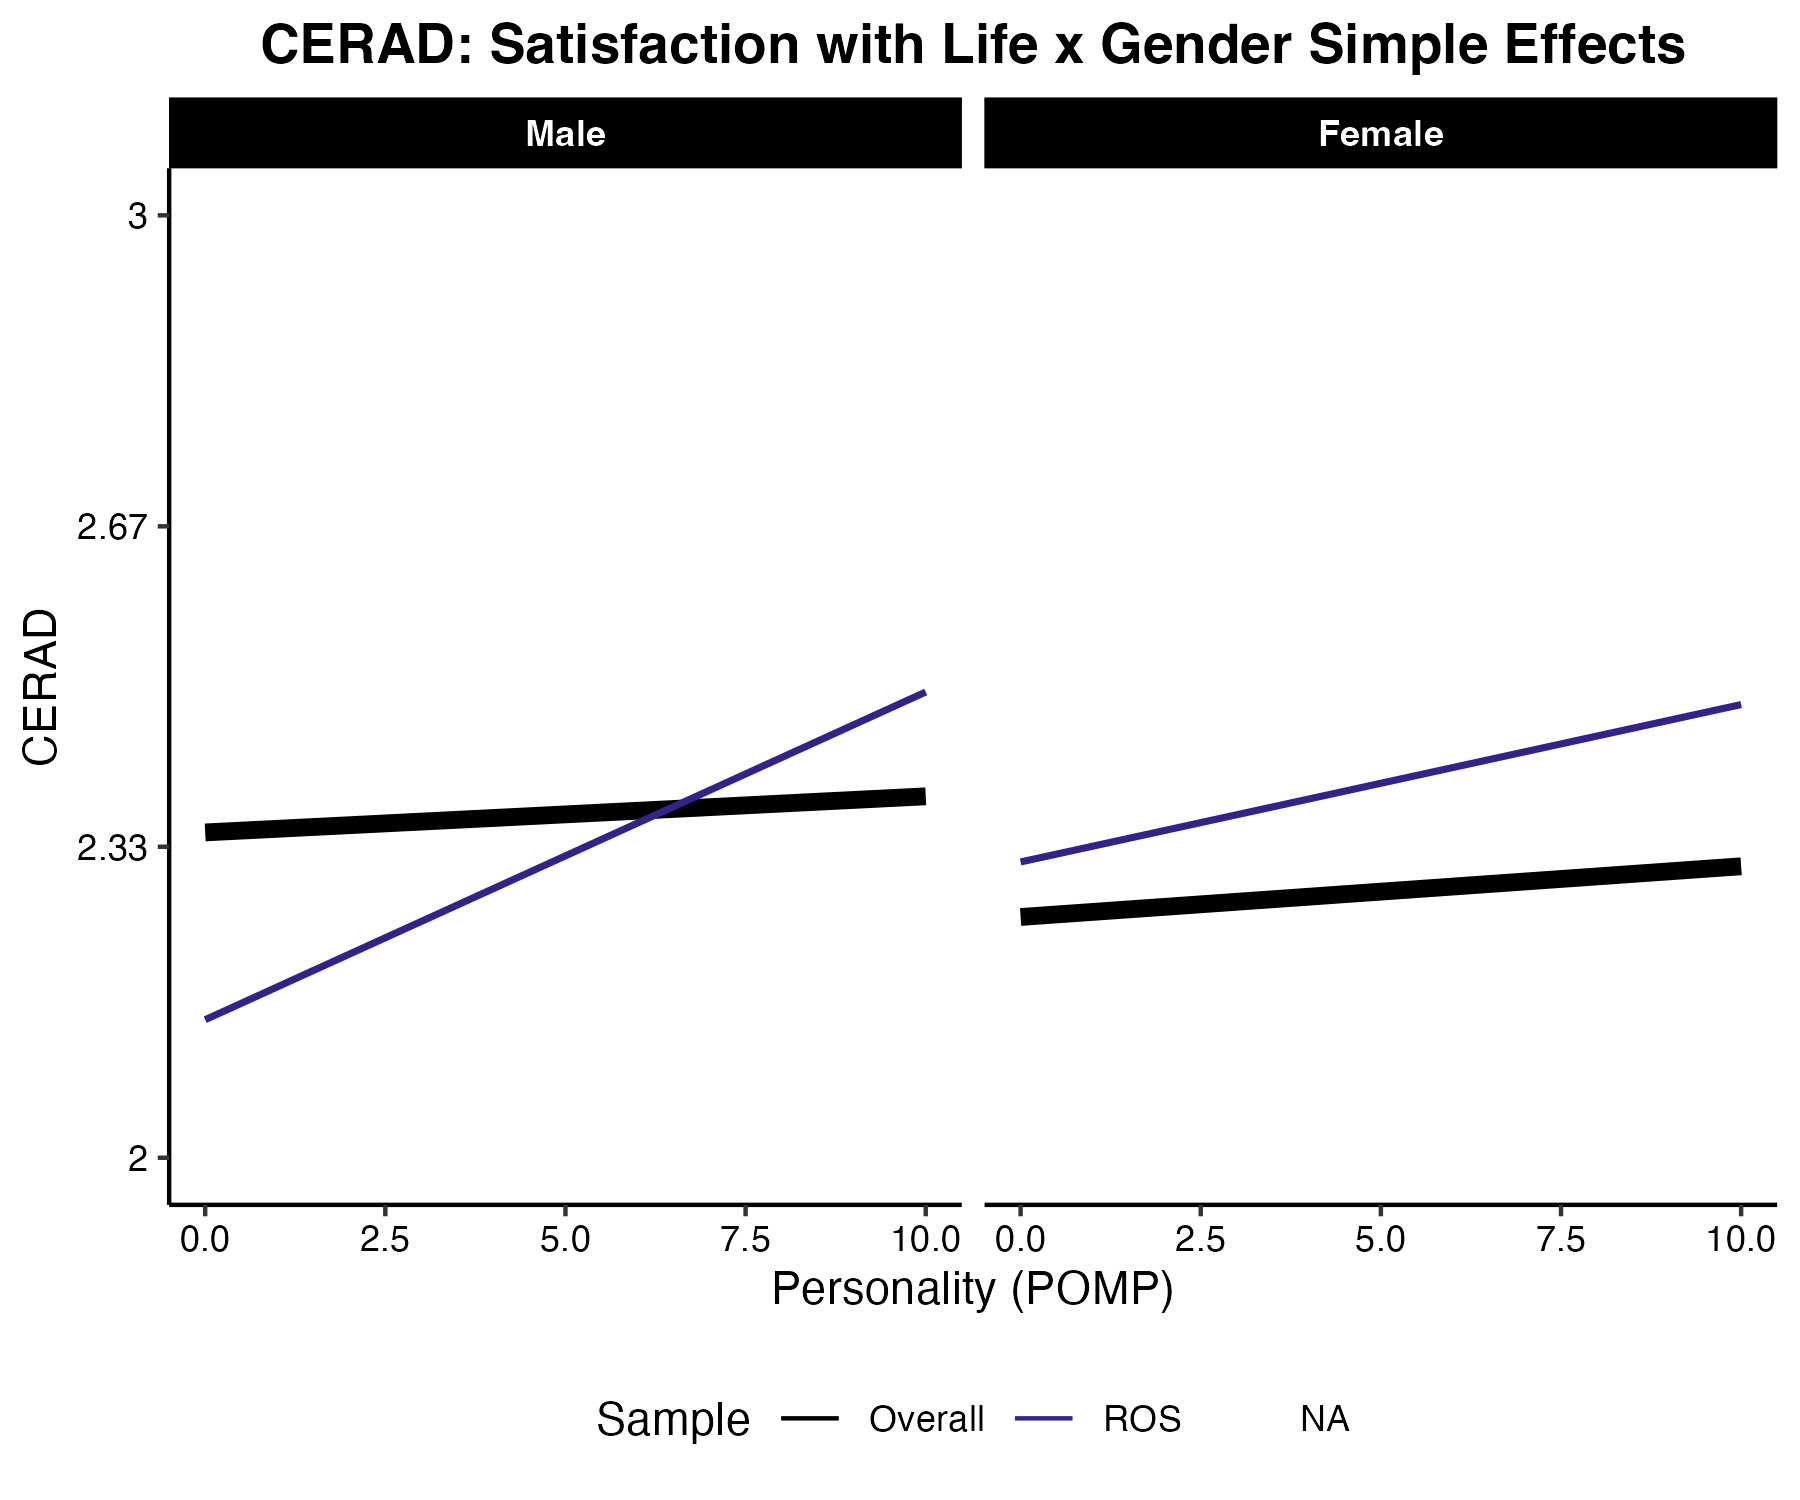 CERAD: Satisfaction with Life x Gender Simple Effects
Male
Female
3
2.67
2.33
2
CERAD
0.0 2.5 5.0 7.5 10.0
0.0 2.5 5.0 7.5 10.0
Personality (POMP)
Sample Overall ROS NA